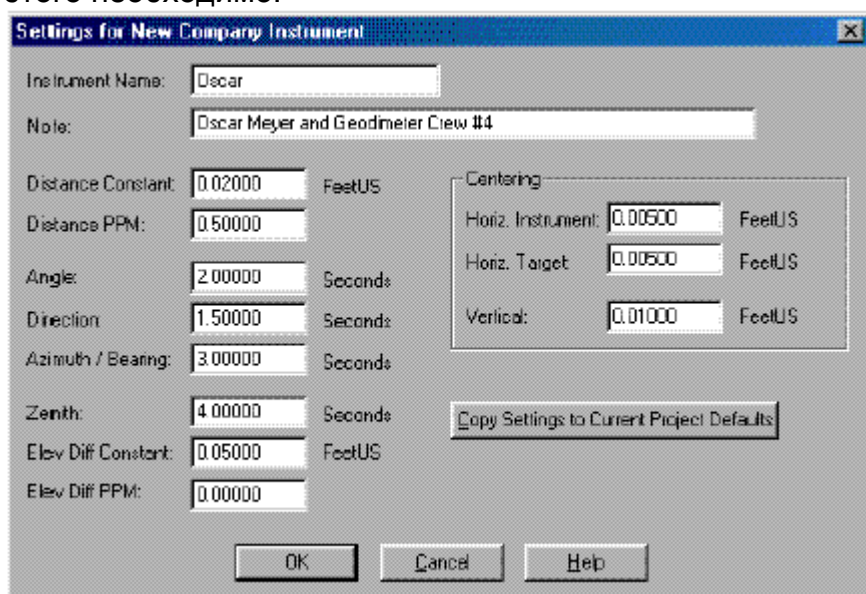 этого необходимо.
Settings for New Company Instrument
Instrument Name: Oscar
Note: Oscar Meyer and Geodimeter Crew #4
Distance Constant: 0.02000 FeetUS
Distance PPM: 0.50000
Angle: 2.00000 Seconds
Direction: 1.50000 Seconds
Azimuth / Bearing: 3.00000 Seconds
Zenith: 4.00000 Seconds
Elev Diff Constant: 0.05000 FeetUS
Elev Diff PPM: 0.00000
Centering
Horiz. Instrument: 0.00500 FeetUS
Horiz. Target: 0.00500 FeetUS
Vertical: 0.01000 FeetUS
Copy Settings to Current Project Defaults
OK
Cancel
Help